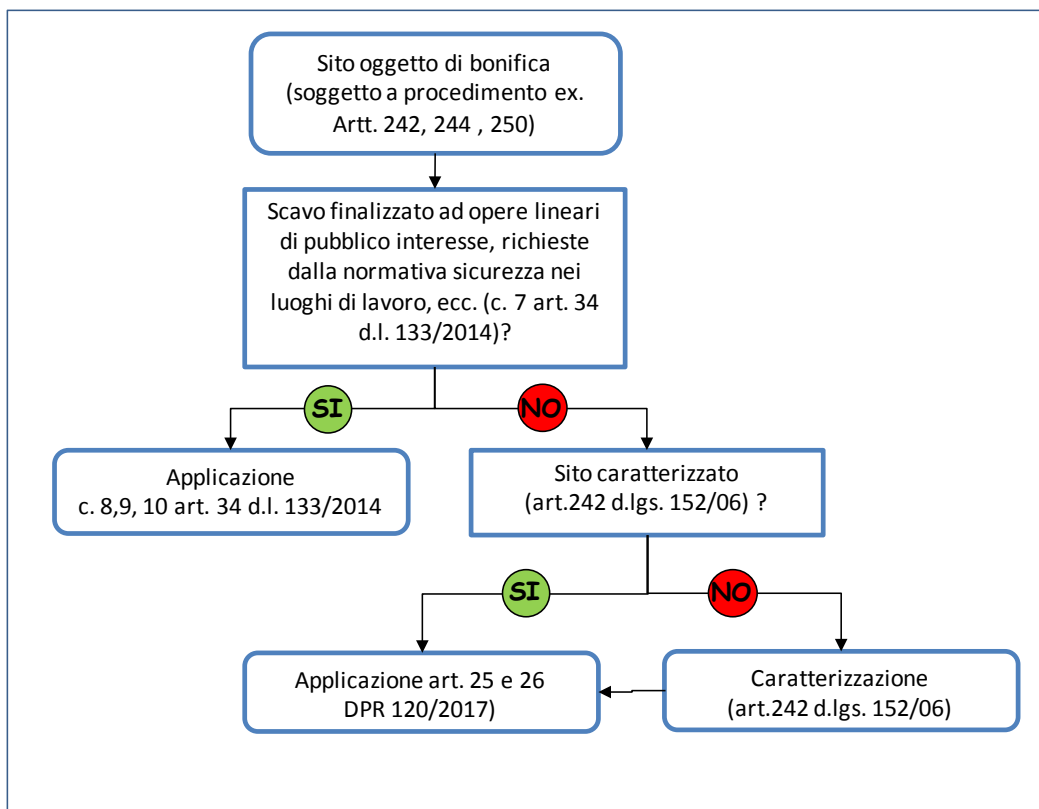 Sito oggetto di bonifica
(soggetto a procedimento ex.
Artt. 242, 244 , 250)
Scavo finalizzato ad opere lineari
di pubblico interesse, richieste
dalla normativa sicurezza nei
luoghi di lavoro, ecc. (c. 7 art. 34
d.l. 133/2014)?
SI
NO
Applicazione
c. 8,9, 10 art. 34 d.l. 133/2014
Sito caratterizzato
(art.242 d.lgs. 152/06) ?
SI
NO
Applicazione art. 25 e 26
DPR 120/2017)
Caratterizzazione
(art.242 d.lgs. 152/06)